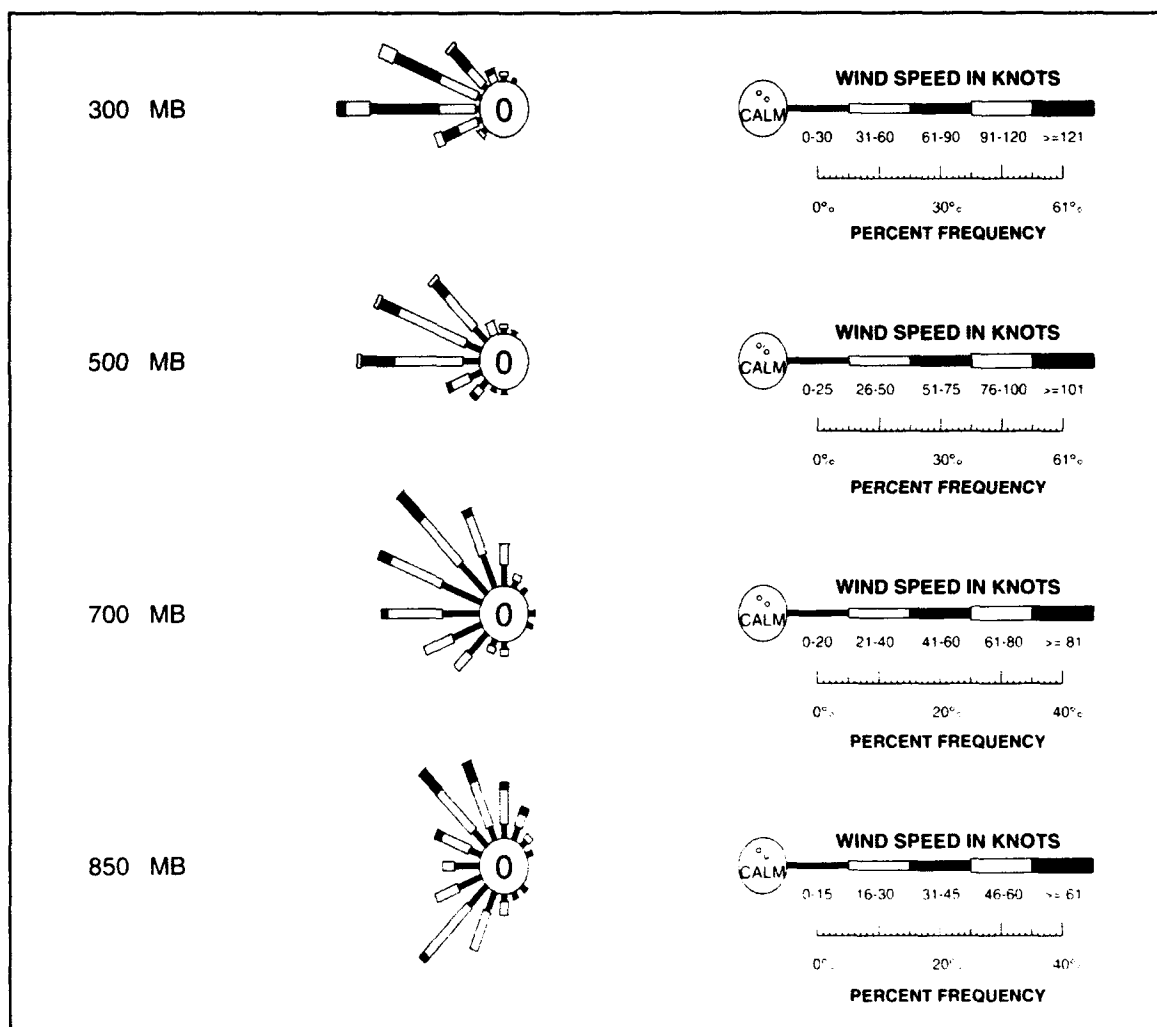 WIND SPEED IN KNOTS
300 MB
0
CALM
0-30 31-60 61-90 91-120 >=121
0% 30% 61%
PERCENT FREQUENCY
WIND SPEED IN KNOTS
500 MB
0
CALM
0-25 26-50 51-75 76-100 >=101
0% 30% 61%
PERCENT FREQUENCY
WIND SPEED IN KNOTS
700 MB
0
CALM
0-20 21-40 41-60 61-80 >= 81
0% 20% 40%
PERCENT FREQUENCY
WIND SPEED IN KNOTS
850 MB
0
CALM
0-15 16-30 31-45 46-60 >= 61
0% 20% 40%
PERCENT FREQUENCY